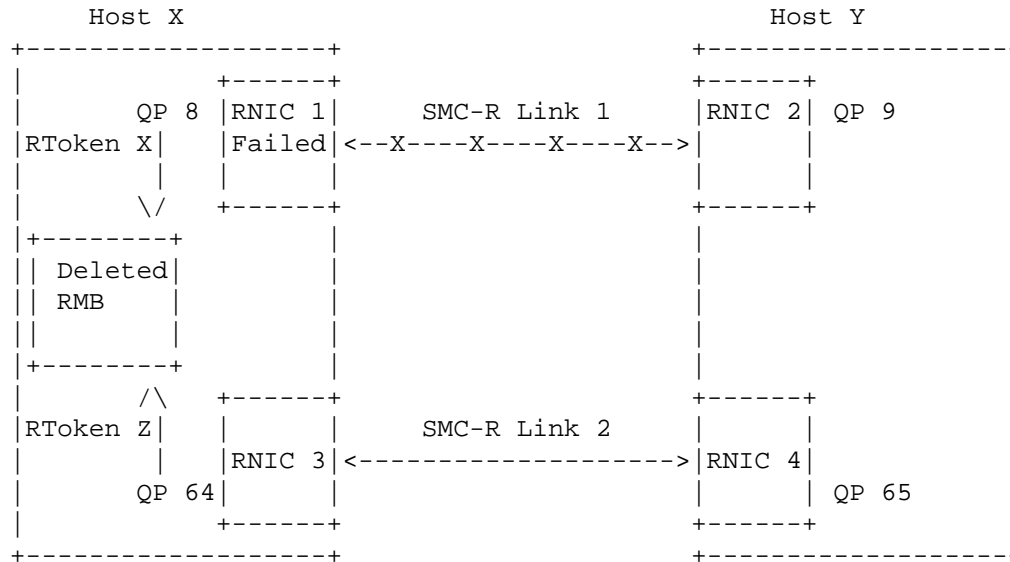 Host X Host Y
QP 8 RNIC 1 SMC-R Link 1 RNIC 2 QP 9
RToken X Failed <--X----X----X----X-->
Deleted
RMB
RToken Z SMC-R Link 2
RNIC 3 <--------------------> RNIC 4
QP 64 QP 65